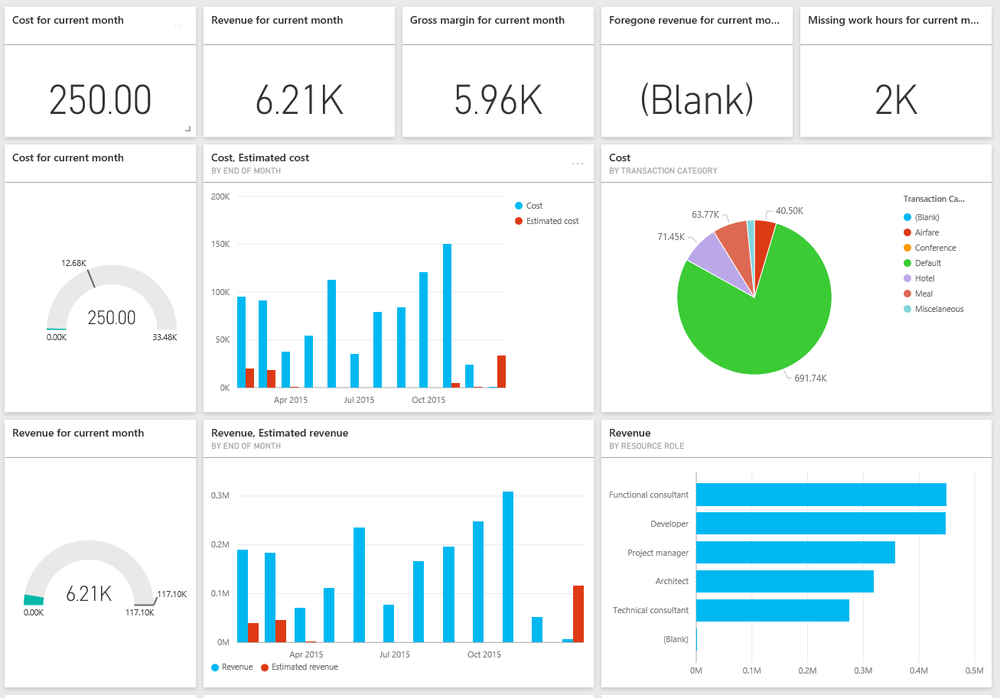 Cost for current month
...
Revenue for current month
Gross margin for current month
Foregone revenue for current mo...
Missing work hours for current m...
250.00
6.21K
5.96K
(Blank)
2K
Cost for current month
12.68K
250.00
0.00K
33.48K
Cost, Estimated cost
BY END OF MONTH
...
200K
150K
100K
50K
0K
Apr 2015
Jul 2015
Oct 2015
Cost
Estimated cost
Cost
BY TRANSACTION CATEGORY
63.77K
40.50K
71.45K
691.74K
Transaction Ca...
(Blank)
Airfare
Conference
Default
Hotel
Meal
Miscelaneous
Revenue for current month
6.21K
117.10K
0.00K
117.10K
Revenue, Estimated revenue
BY END OF MONTH
0.3M
0.2M
0.1M
0M
Apr 2015
Jul 2015
Oct 2015
Revenue
Estimated revenue
Revenue
BY RESOURCE ROLE
Functional consultant
Developer
Project manager
Architect
Technical consultant
(Blank)
0M
0.1M
0.2M
0.3M
0.4M
0.5M